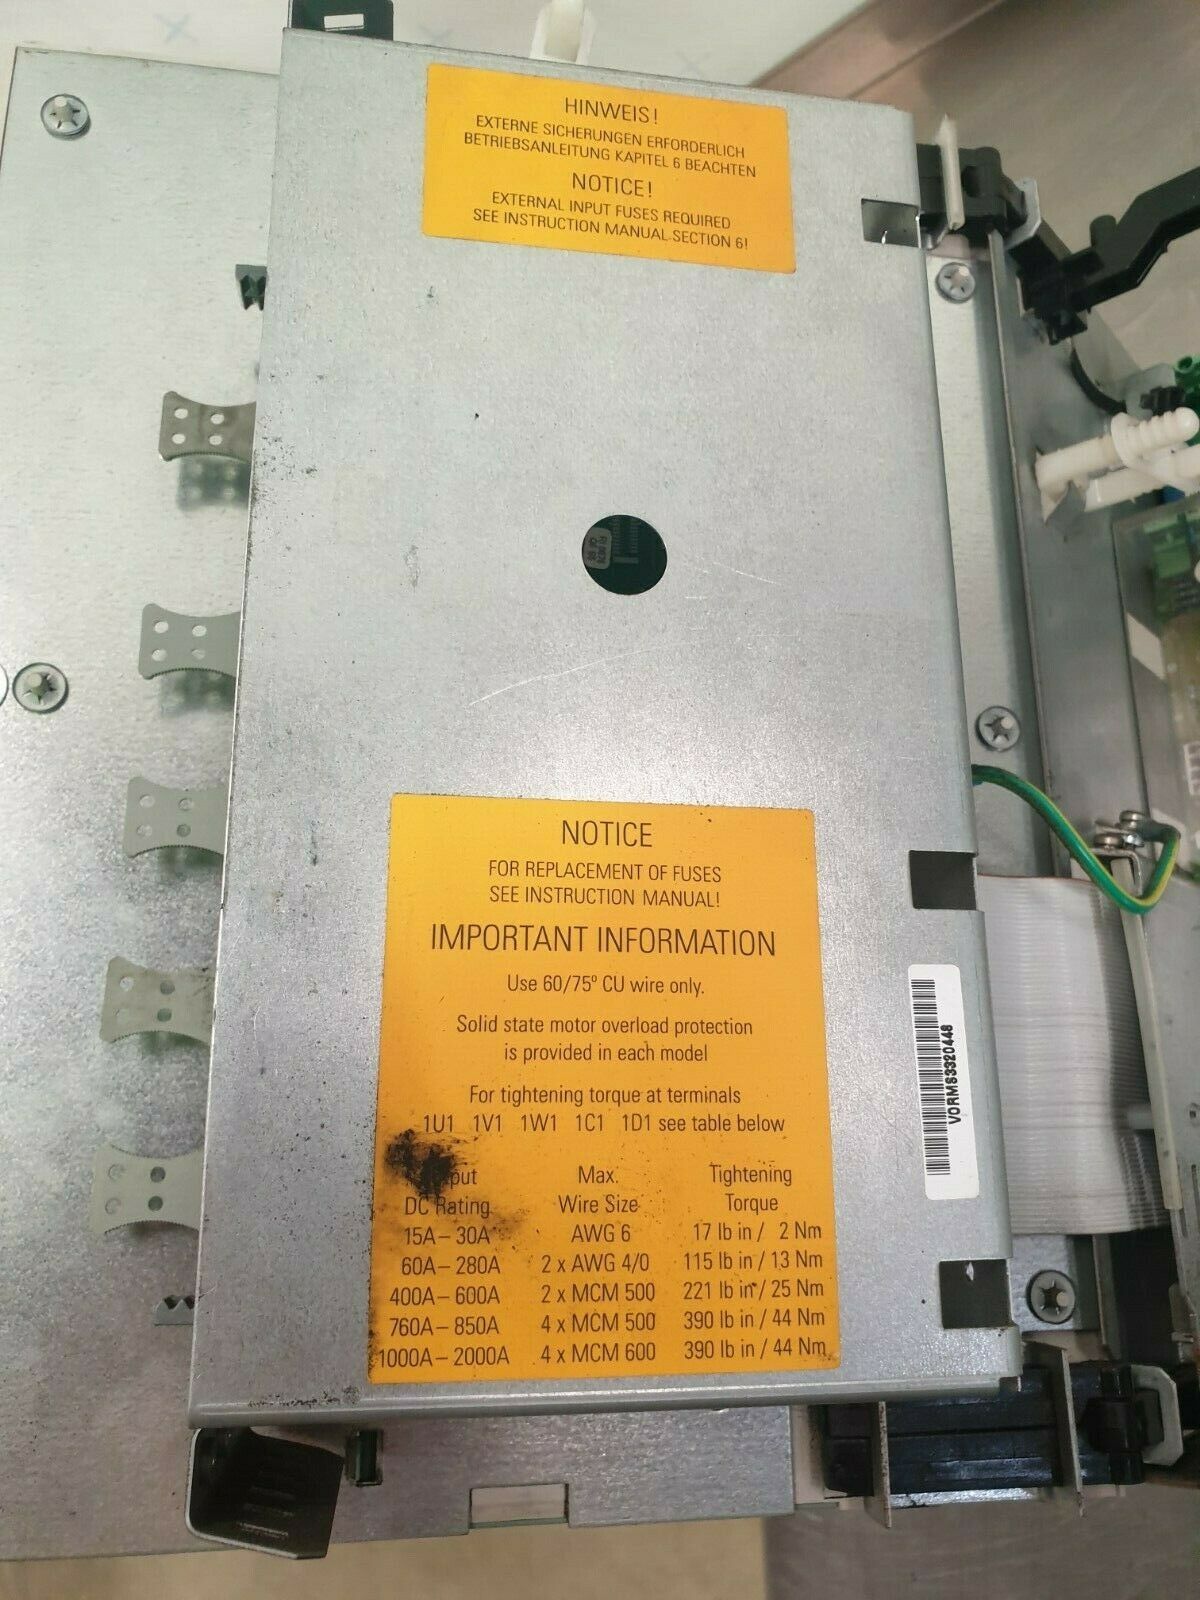 HINWEIS!
EXTERNE SICHERUNGEN ERFORDERLICH
BETRIEBSANLEITUNG KAPITEL 6 BEACHTEN
NOTICE!
EXTERNAL INPUT FUSES REQUIRED
SEE INSTRUCTION MANUAL SECTION 6!
NOTICE
FOR REPLACEMENT OF FUSES
SEE INSTRUCTION MANUAL!
IMPORTANT INFORMATION
Use 60/75° CU wire only.
Solid state motor overload protection
is provided in each model
For tightening torque at terminals
1U1 1V1 1W1 1C1 1D1 see table below
Max. Tightening
DC Rating Wire Size Torque
15A – 30A AWG 6 17 lb in / 2 Nm
60A – 280A 2 x AWG 4/0 115 lb in / 13 Nm
400A – 600A 2 x MCM 500 221 lb in / 25 Nm
760A – 850A 4 x MCM 500 390 lb in / 44 Nm
1000A – 2000A 4 x MCM 600 390 lb in / 44 Nm
V0RMS3320448